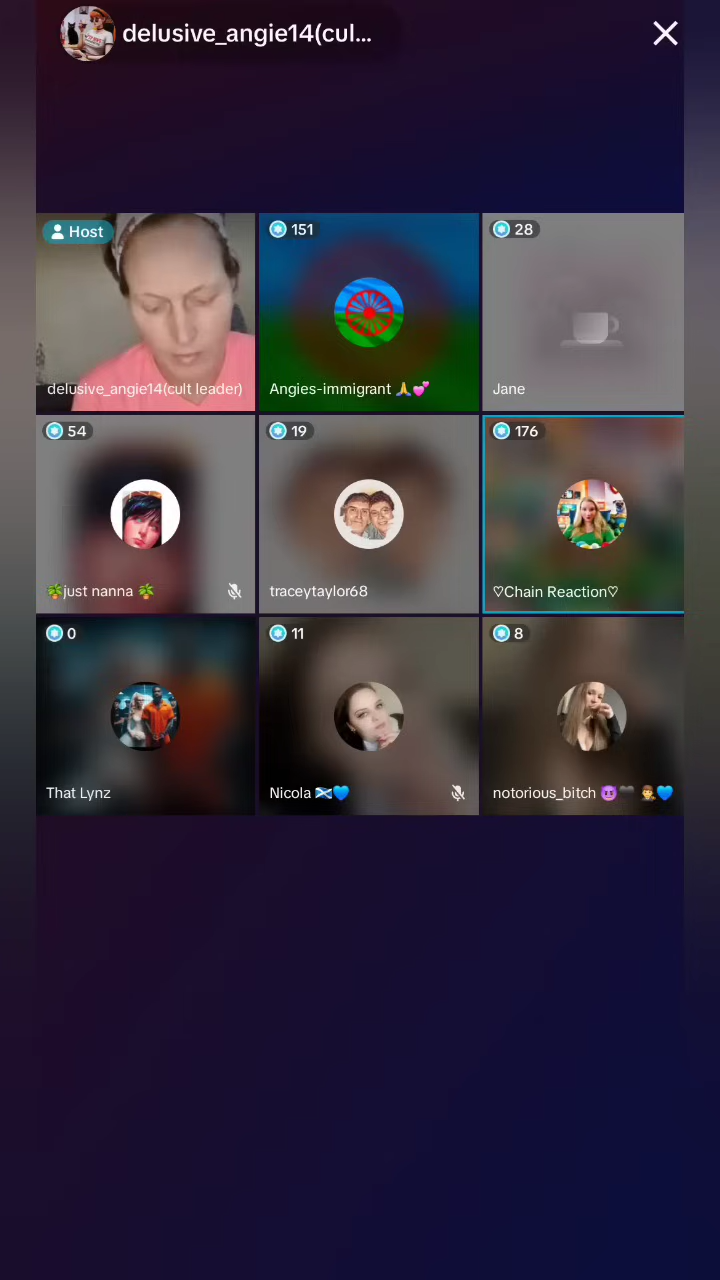 delusive_angie14(cul...
Host
151
28
delusive_angie14(cult leader)
Angies-immigrant 🙏💕
Jane
54
19
176
🌴just nanna 🌴
traceytaylor68
♡Chain Reaction♡
0
11
8
That Lynz
Nicola 🏴󠁧󠁢󠁳󠁣󠁴󠁿💙
notorious_bitch 😈🖤 👩‍⚖️💙